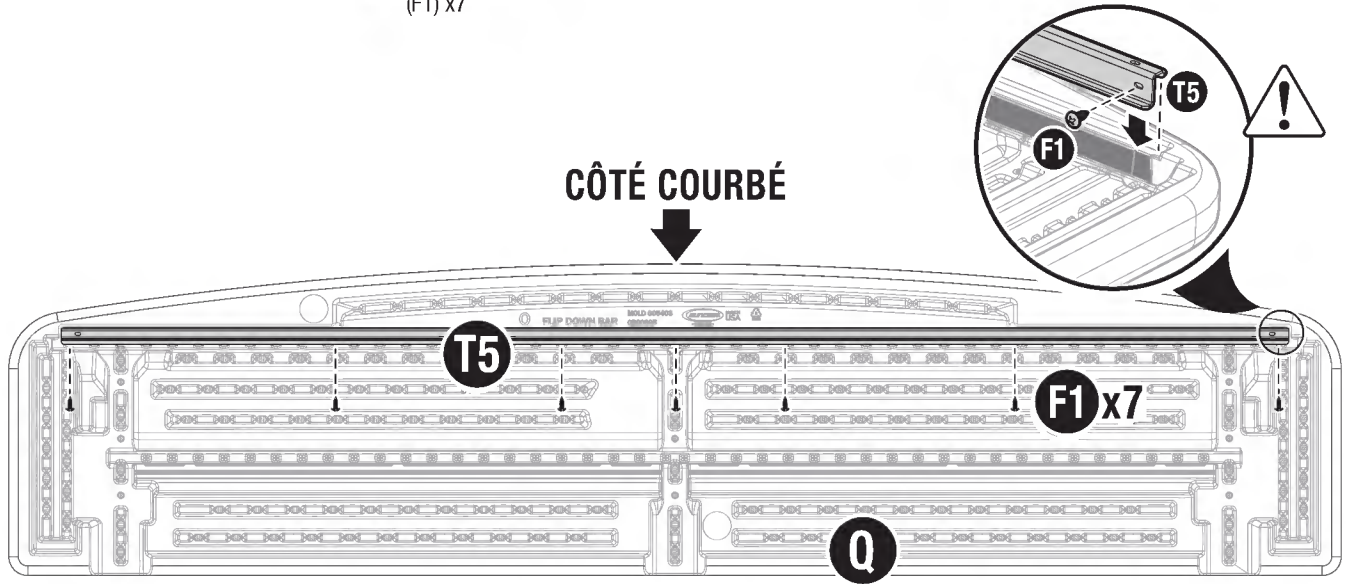 (F1) x7
T5
F1
CÔTÉ COURBÉ
FLIP DOWN BAR
T5
F1 x7
Q